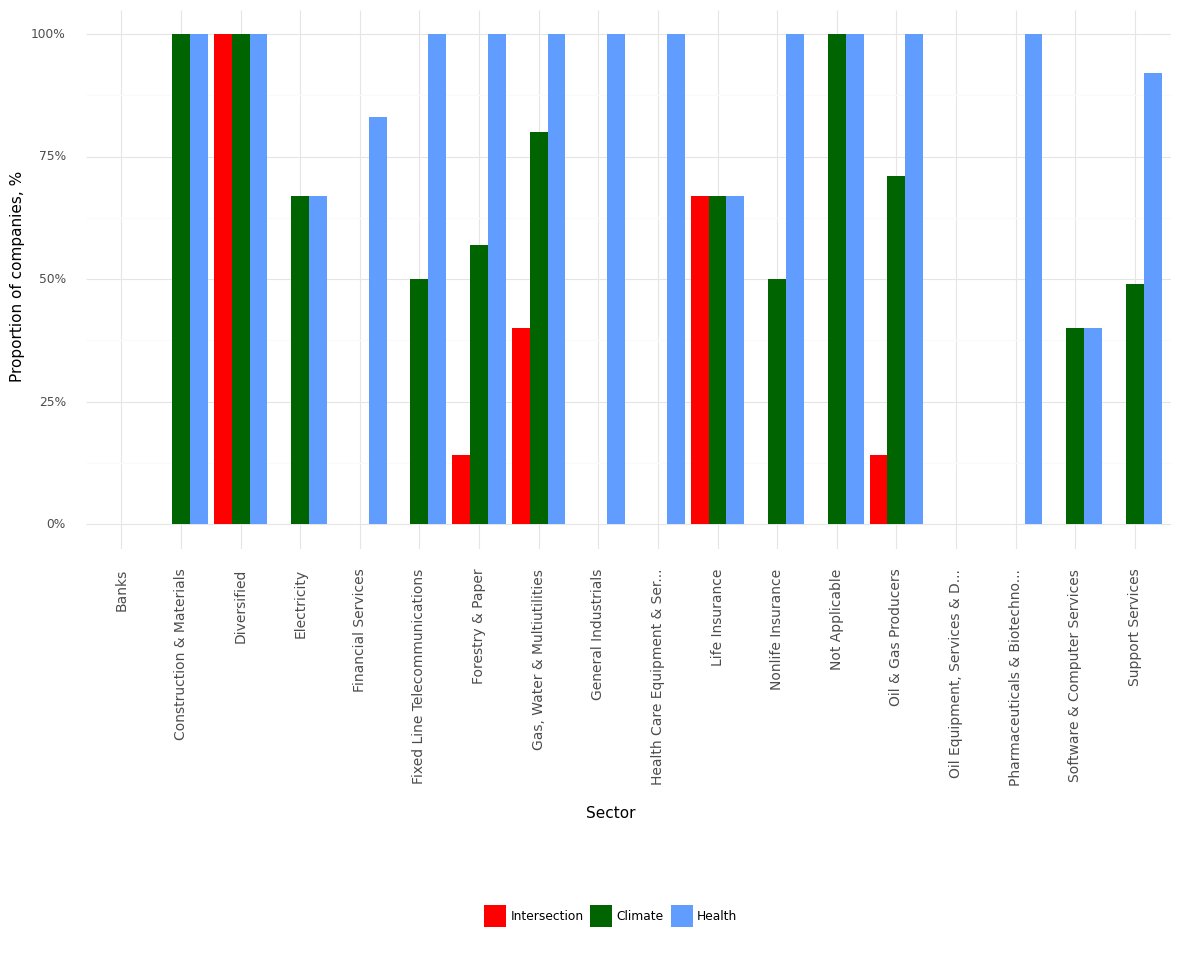 Proportion of companies, %
100%
75%
50%
25%
0%
Banks
Construction & Materials
Diversified
Electricity
Financial Services
Fixed Line Telecommunications
Forestry & Paper
Gas, Water & Multiutilities
General Industrials
Health Care Equipment & Ser...
Life Insurance
Nonlife Insurance
Not Applicable
Oil & Gas Producers
Oil Equipment, Services & D...
Pharmaceuticals & Biotechno...
Software & Computer Services
Support Services
Sector
Intersection Climate Health